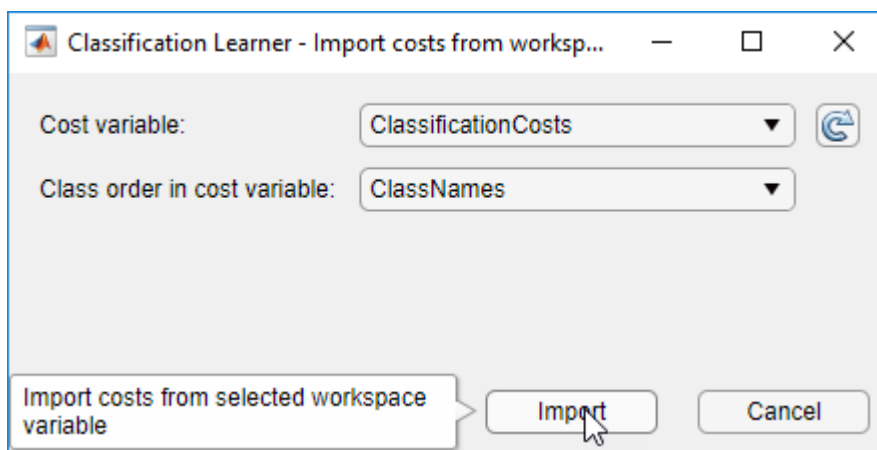 Classification Learner - Import costs from worksp...
Cost variable:
ClassificationCosts
Class order in cost variable:
ClassNames
Import costs from selected workspace
variable
Import
Cancel